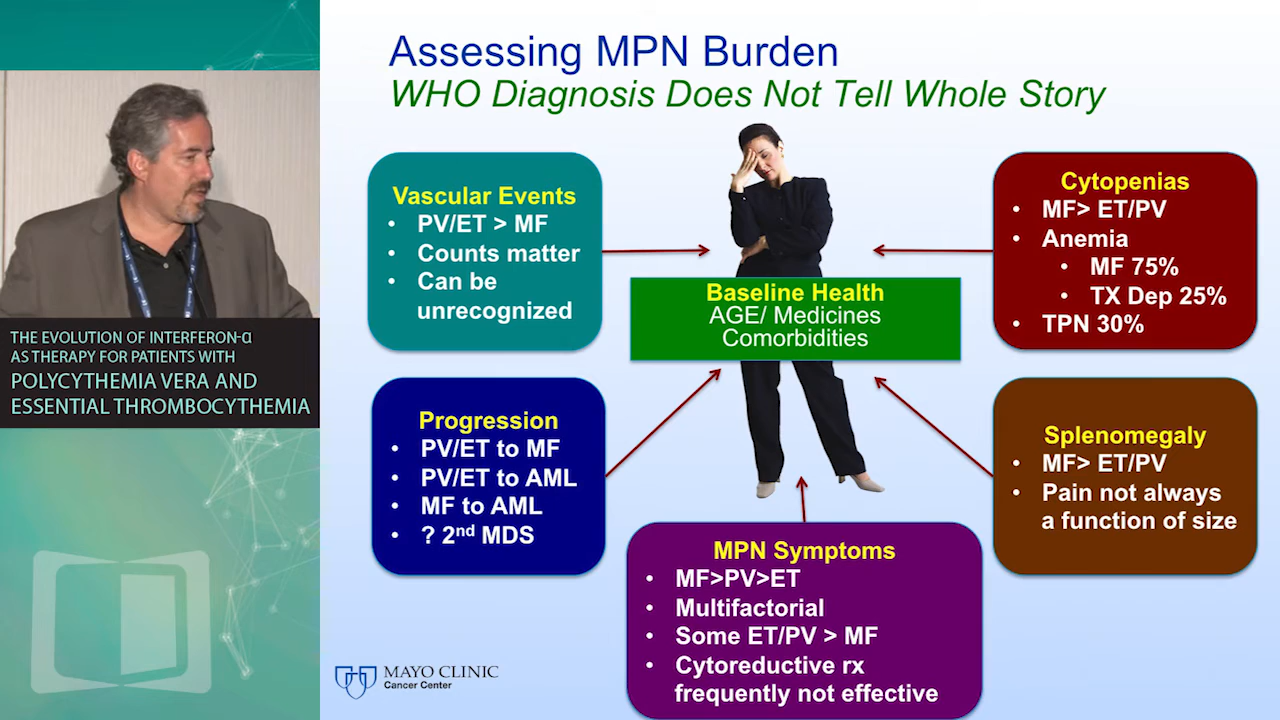 Assessing MPN Burden
WHO Diagnosis Does Not Tell Whole Story
Vascular Events
• PV/ET > MF
• Counts matter
• Can be
unrecognized
Cytopenias
• MF> ET/PV
• Anemia
• MF 75%
• TX Dep 25%
• TPN 30%
Baseline Health
AGE/ Medicines
Comorbidities
Progression
• PV/ET to MF
• PV/ET to AML
• MF to AML
• ? 2nd MDS
Splenomegaly
• MF> ET/PV
• Pain not always
a function of size
MPN Symptoms
• MF>PV>ET
• Multifactorial
• Some ET/PV > MF
• Cytoreductive rx
frequently not effective
MAYO CLINIC
Cancer Center
THE EVOLUTION OF INTERFERON-α
AS THERAPY FOR PATIENTS WITH
POLYCYTHEMIA VERA AND
ESSENTIAL THROMBOCYTHEMIA